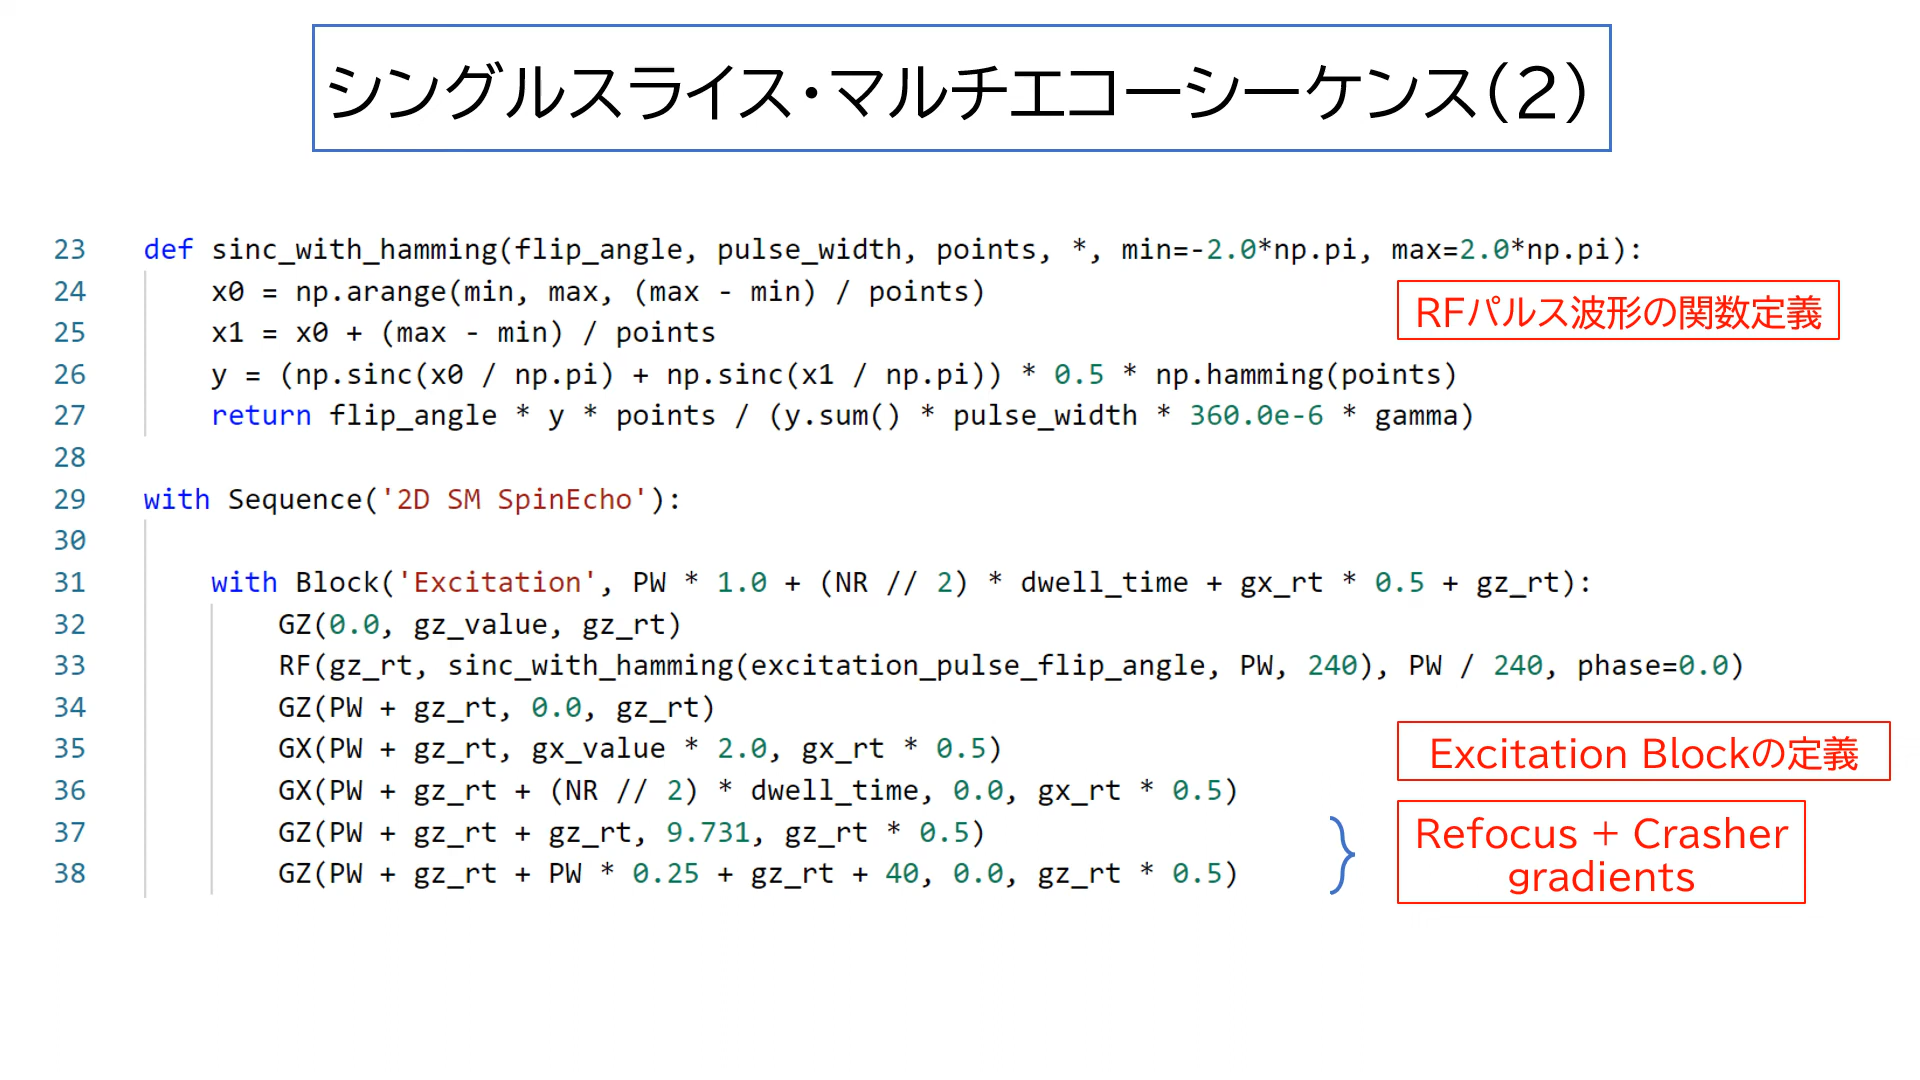 シングルスライス・マルチエコーシーケンス(2)
23 def sinc_with_hamming(flip_angle, pulse_width, points, *, min=-2.0*np.pi, max=2.0*np.pi):
24 x0 = np.arange(min, max, (max - min) / points)
25 x1 = x0 + (max - min) / points
26 y = (np.sinc(x0 / np.pi) + np.sinc(x1 / np.pi)) * 0.5 * np.hamming(points)
27 return flip_angle * y * points / (y.sum() * pulse_width * 360.0e-6 * gamma)
RFパルス波形の関数定義
28
29 with Sequence('2D SM SpinEcho'):
30
31 with Block('Excitation', PW * 1.0 + (NR // 2) * dwell_time + gx_rt * 0.5 + gz_rt):
32 GZ(0.0, gz_value, gz_rt)
33 RF(gz_rt, sinc_with_hamming(excitation_pulse_flip_angle, PW, 240), PW / 240, phase=0.0)
34 GZ(PW + gz_rt, 0.0, gz_rt)
35 GX(PW + gz_rt, gx_value * 2.0, gx_rt * 0.5)
36 GX(PW + gz_rt + (NR // 2) * dwell_time, 0.0, gx_rt * 0.5)
37 GZ(PW + gz_rt + gz_rt, 9.731, gz_rt * 0.5)
38 GZ(PW + gz_rt + PW * 0.25 + gz_rt + 40, 0.0, gz_rt * 0.5)
Excitation Blockの定義
Refocus + Crasher
gradients